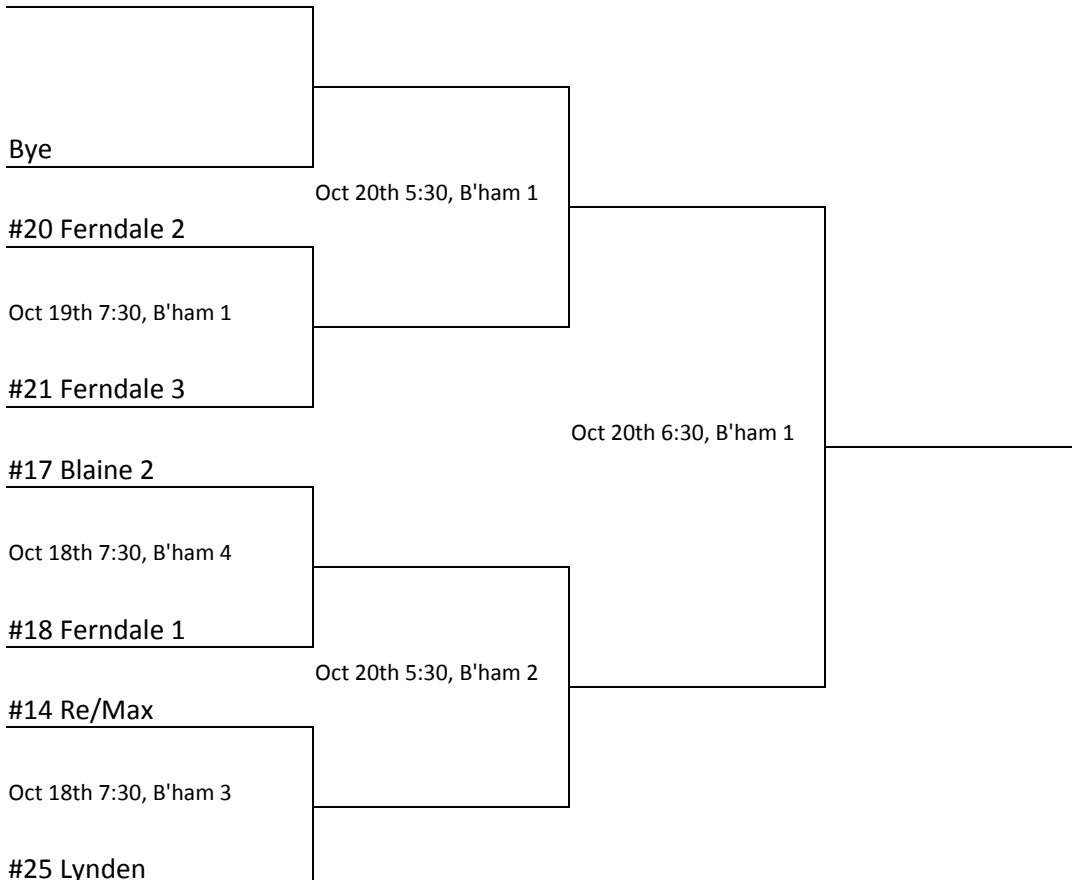 Bye
Oct 20th 5:30, B'ham 1
#20 Ferndale 2
Oct 19th 7:30, B'ham 1
#21 Ferndale 3
Oct 20th 6:30, B'ham 1
#17 Blaine 2
Oct 18th 7:30, B'ham 4
#18 Ferndale 1
Oct 20th 5:30, B'ham 2
#14 Re/Max
Oct 18th 7:30, B'ham 3
#25 Lynden